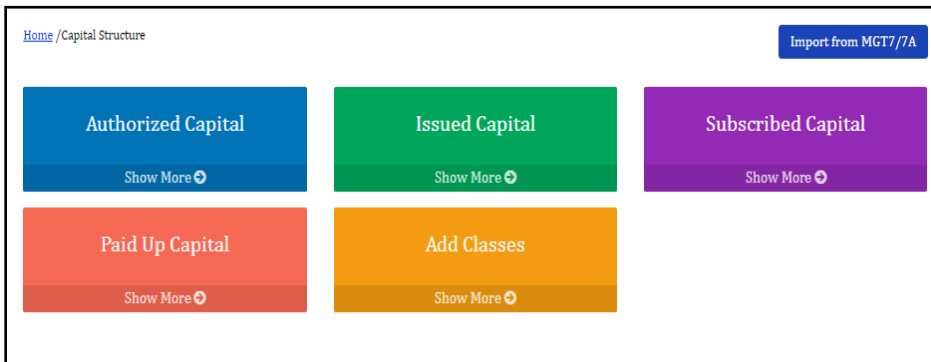 Home /Capital Structure
Import from MGT7/7A
Authorized Capital
Show More
Issued Capital
Show More
Subscribed Capital
Show More
Paid Up Capital
Show More
Add Classes
Show More